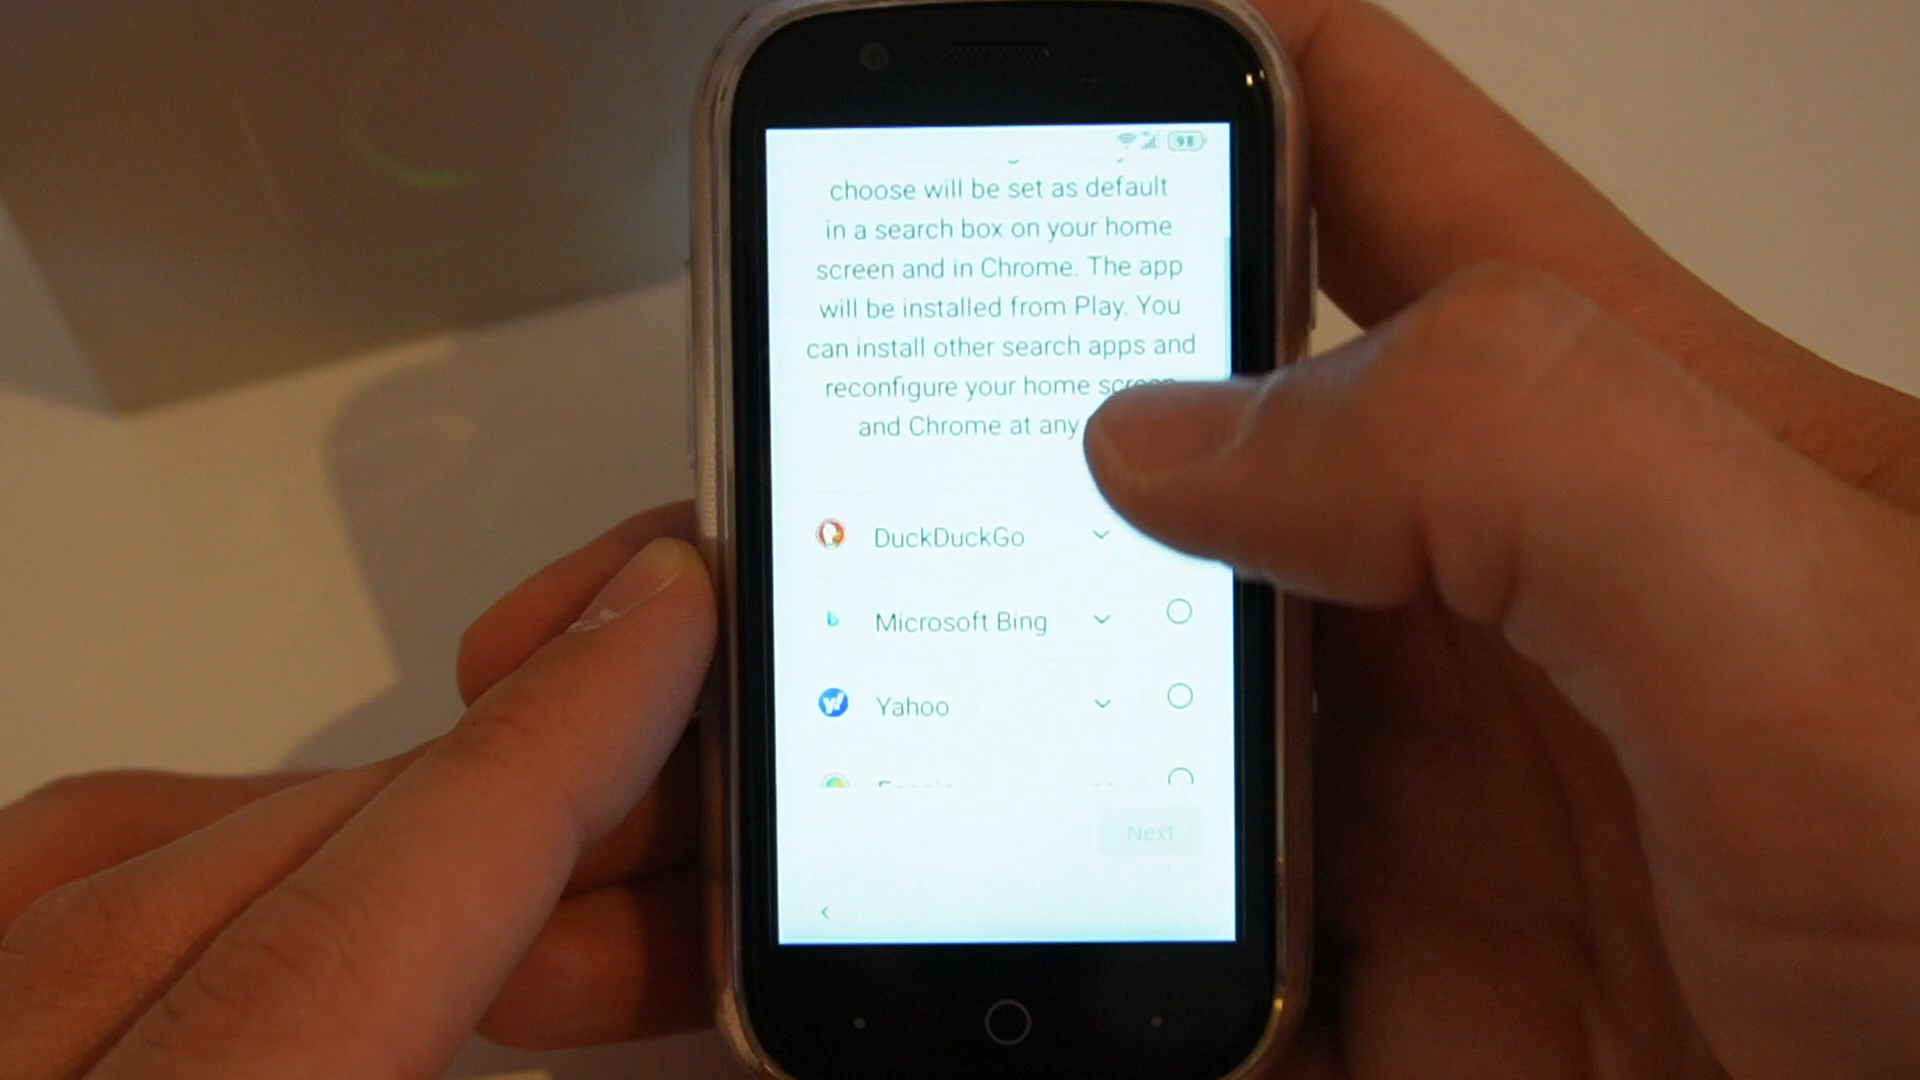 98
choose will be set as default
in a search box on your home
screen and in Chrome. The app
will be installed from Play. You
can install other search apps and
reconfigure your home screen
and Chrome at any
DuckDuckGo
Microsoft Bing
Yahoo
Next